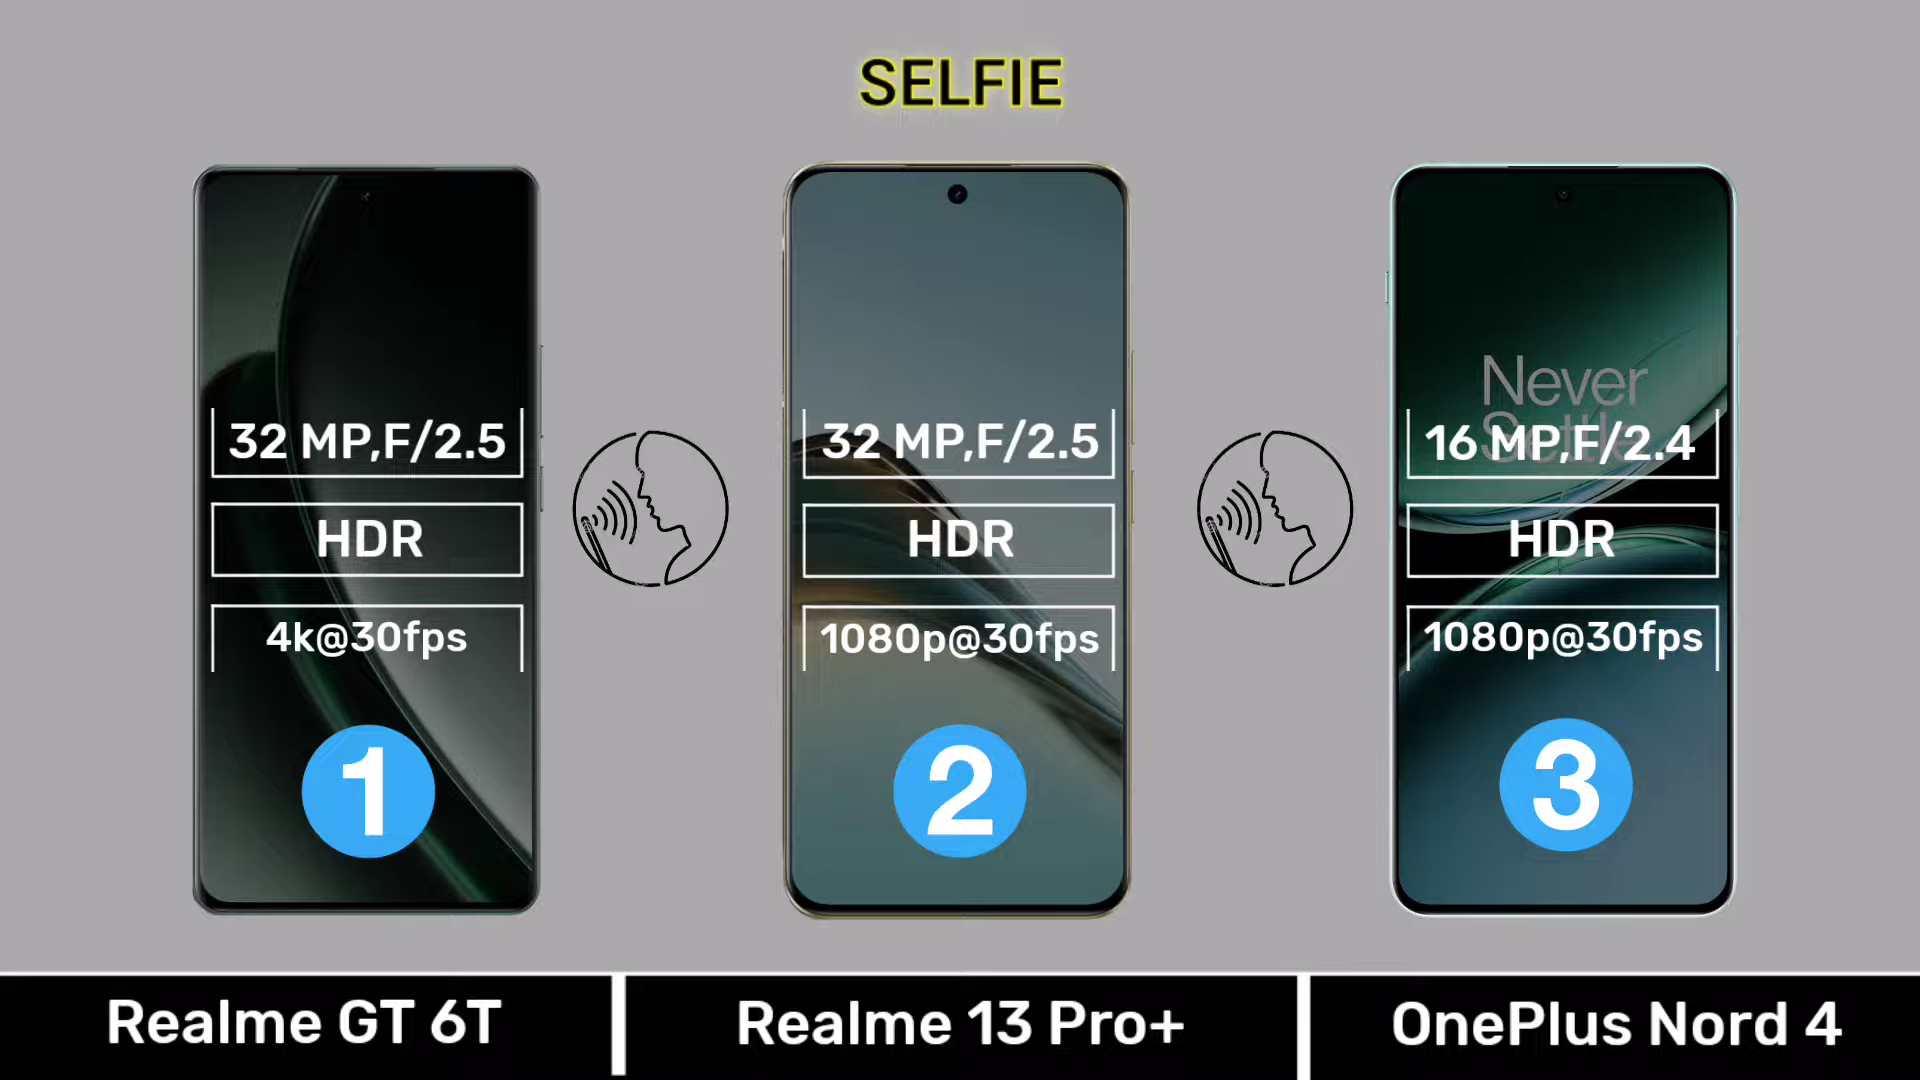 SELFIE
Never
Settle
32 MP,F/2.5
HDR
4k@30fps
1
32 MP,F/2.5
HDR
1080p@30fps
2
16 MP,F/2.4
HDR
1080p@30fps
3
Realme GT 6T
Realme 13 Pro+
OnePlus Nord 4